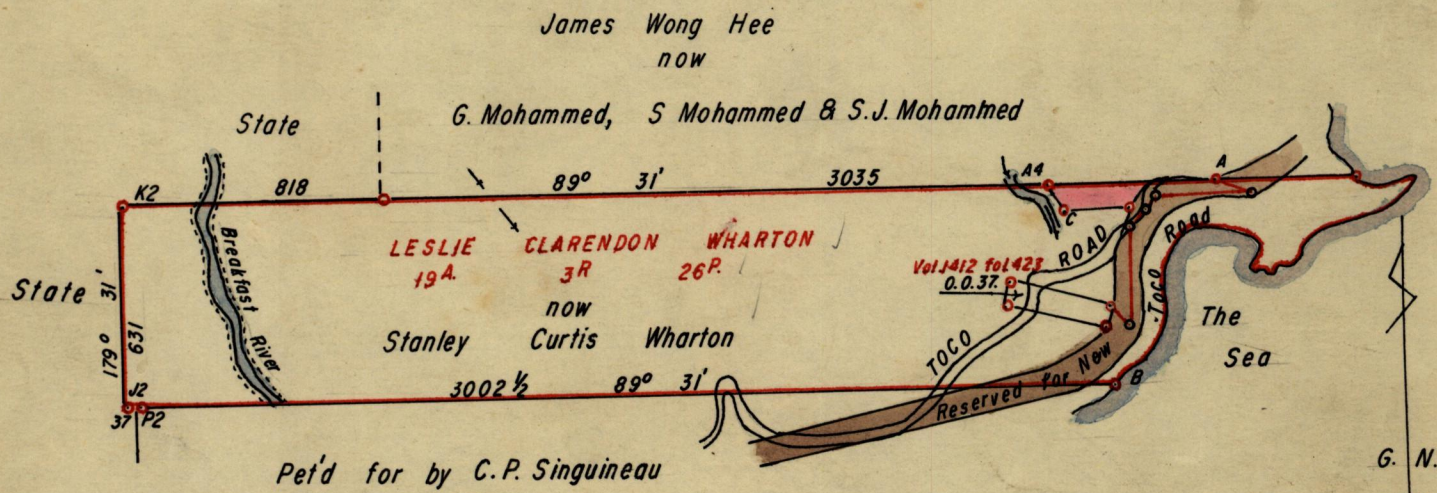 James Wong Hee
now
G. Mohammed, S Mohammed & S.J. Mohammed
State
K2
818
89° 31'
3035
A4
A
C
LESLIE CLARENDON WHARTON
19A. 3R 26P.
now
Stanley Curtis Wharton
Breakfast River
State
179° 31'
631
Vol.1412 fol.423
0.0.37.
TOCO ROAD
TOCO Road
Reserved for New
The
Sea
J2
37 P2
3002 ½ 89° 31'
B
Pet'd for by C.P. Singuineau
G. N.